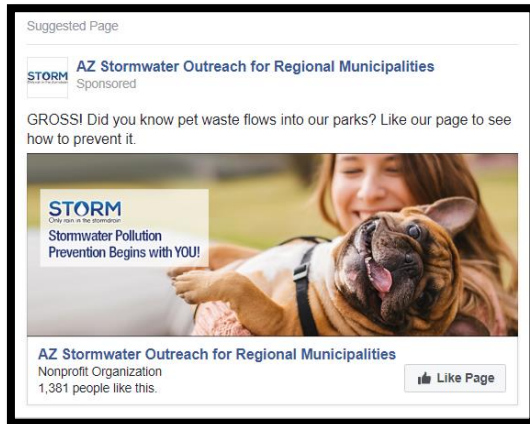 Suggested Page
STORM
AZ Stormwater Outreach for Regional Municipalities
Sponsored
GROSS! Did you know pet waste flows into our parks? Like our page to see
how to prevent it.
STORM
Only rain in the stormdrain
Stormwater Pollution
Prevention Begins with YOU!
AZ Stormwater Outreach for Regional Municipalities
Nonprofit Organization
1,381 people like this.
Like Page